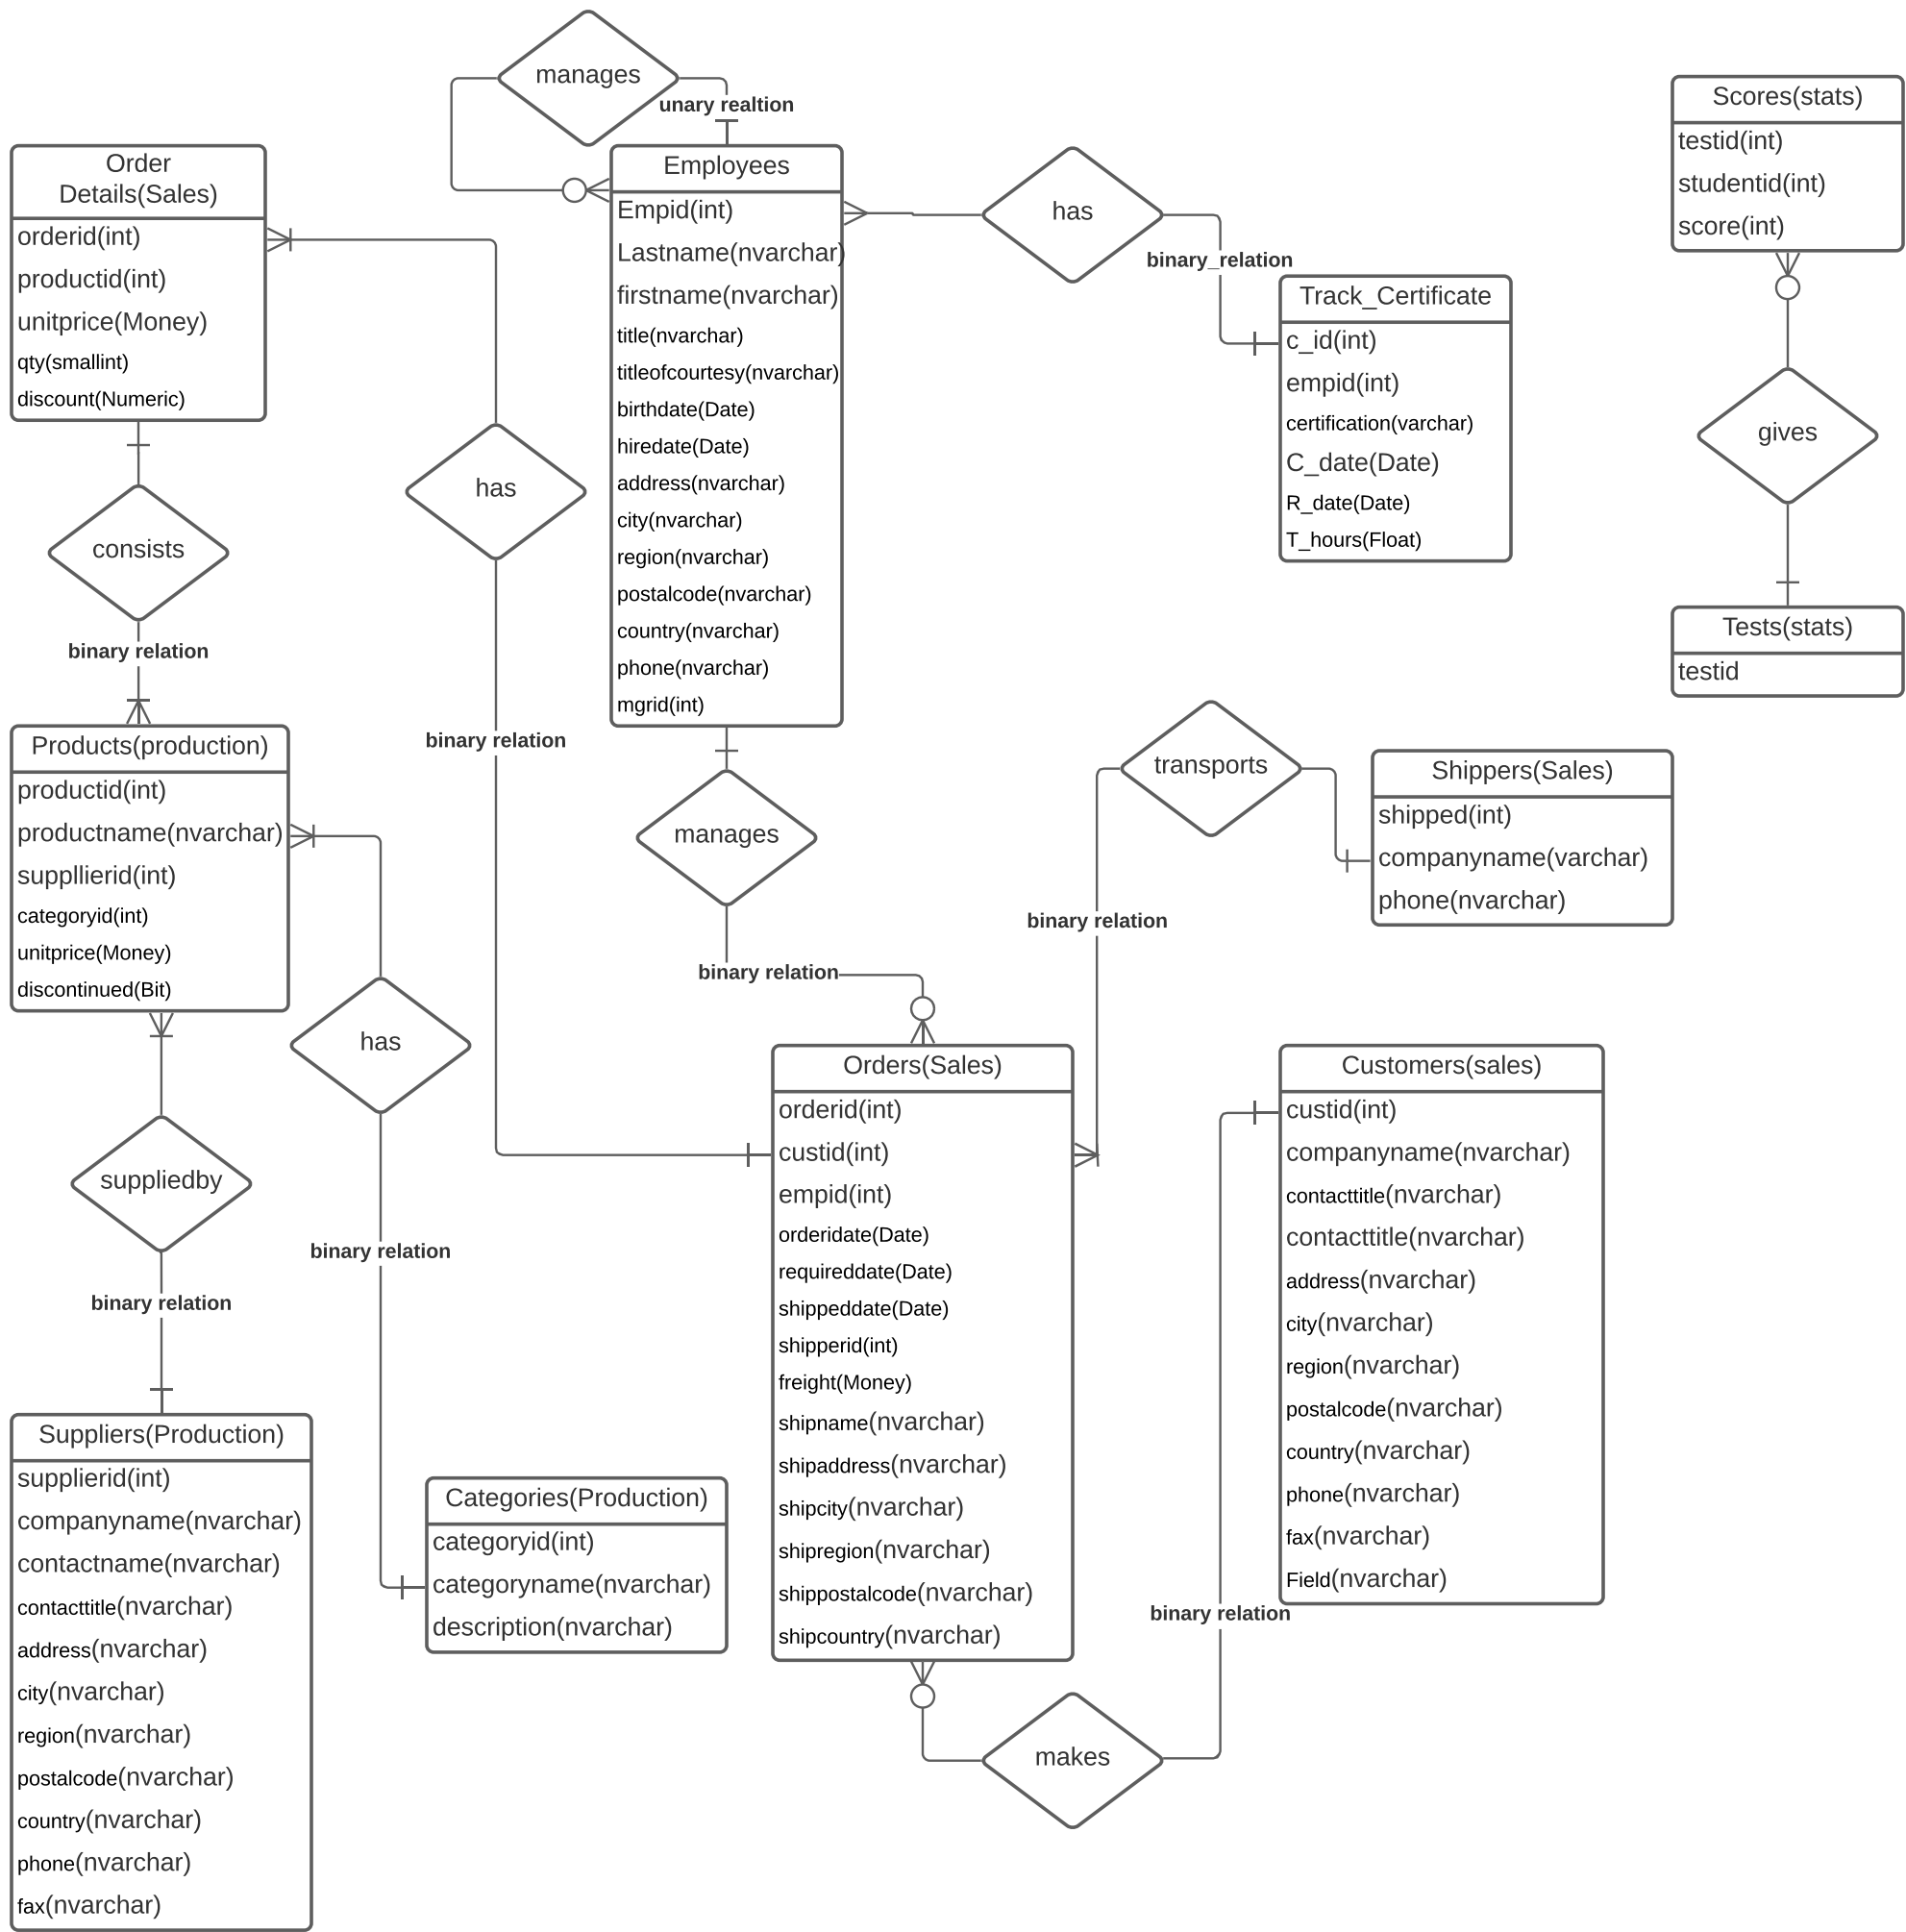 manages
unary realtion
Order
Details(Sales)
orderid(int)
productid(int)
unitprice(Money)
qty(smallint)
discount(Numeric)
Employees
Empid(int)
Lastname(nvarchar)
firstname(nvarchar)
title(nvarchar)
titleofcourtesy(nvarchar)
birthdate(Date)
hiredate(Date)
address(nvarchar)
city(nvarchar)
region(nvarchar)
postalcode(nvarchar)
country(nvarchar)
phone(nvarchar)
mgrid(int)
has
binary_relation
Track_Certificate
c_id(int)
empid(int)
certification(varchar)
C_date(Date)
R_date(Date)
T_hours(Float)
Scores(stats)
testid(int)
studentid(int)
score(int)
gives
Tests(stats)
testid
consists
binary relation
has
binary relation
Products(production)
productid(int)
productname(nvarchar)
suppllierid(int)
categoryid(int)
unitprice(Money)
discontinued(Bit)
manages
binary relation
transports
binary relation
Shippers(Sales)
shipped(int)
companyname(varchar)
phone(nvarchar)
has
binary relation
suppliedby
binary relation
Orders(Sales)
orderid(int)
custid(int)
empid(int)
orderidate(Date)
requireddate(Date)
shippeddate(Date)
shipperid(int)
freight(Money)
shipname(nvarchar)
shipaddress(nvarchar)
shipcity(nvarchar)
shipregion(nvarchar)
shippostalcode(nvarchar)
shipcountry(nvarchar)
Customers(sales)
custid(int)
companyname(nvarchar)
contacttitle(nvarchar)
contacttitle(nvarchar)
address(nvarchar)
city(nvarchar)
region(nvarchar)
postalcode(nvarchar)
country(nvarchar)
phone(nvarchar)
fax(nvarchar)
Field(nvarchar)
binary relation
makes
Suppliers(Production)
supplierid(int)
companyname(nvarchar)
contactname(nvarchar)
contacttitle(nvarchar)
address(nvarchar)
city(nvarchar)
region(nvarchar)
postalcode(nvarchar)
country(nvarchar)
phone(nvarchar)
fax(nvarchar)
Categories(Production)
categoryid(int)
categoryname(nvarchar)
description(nvarchar)